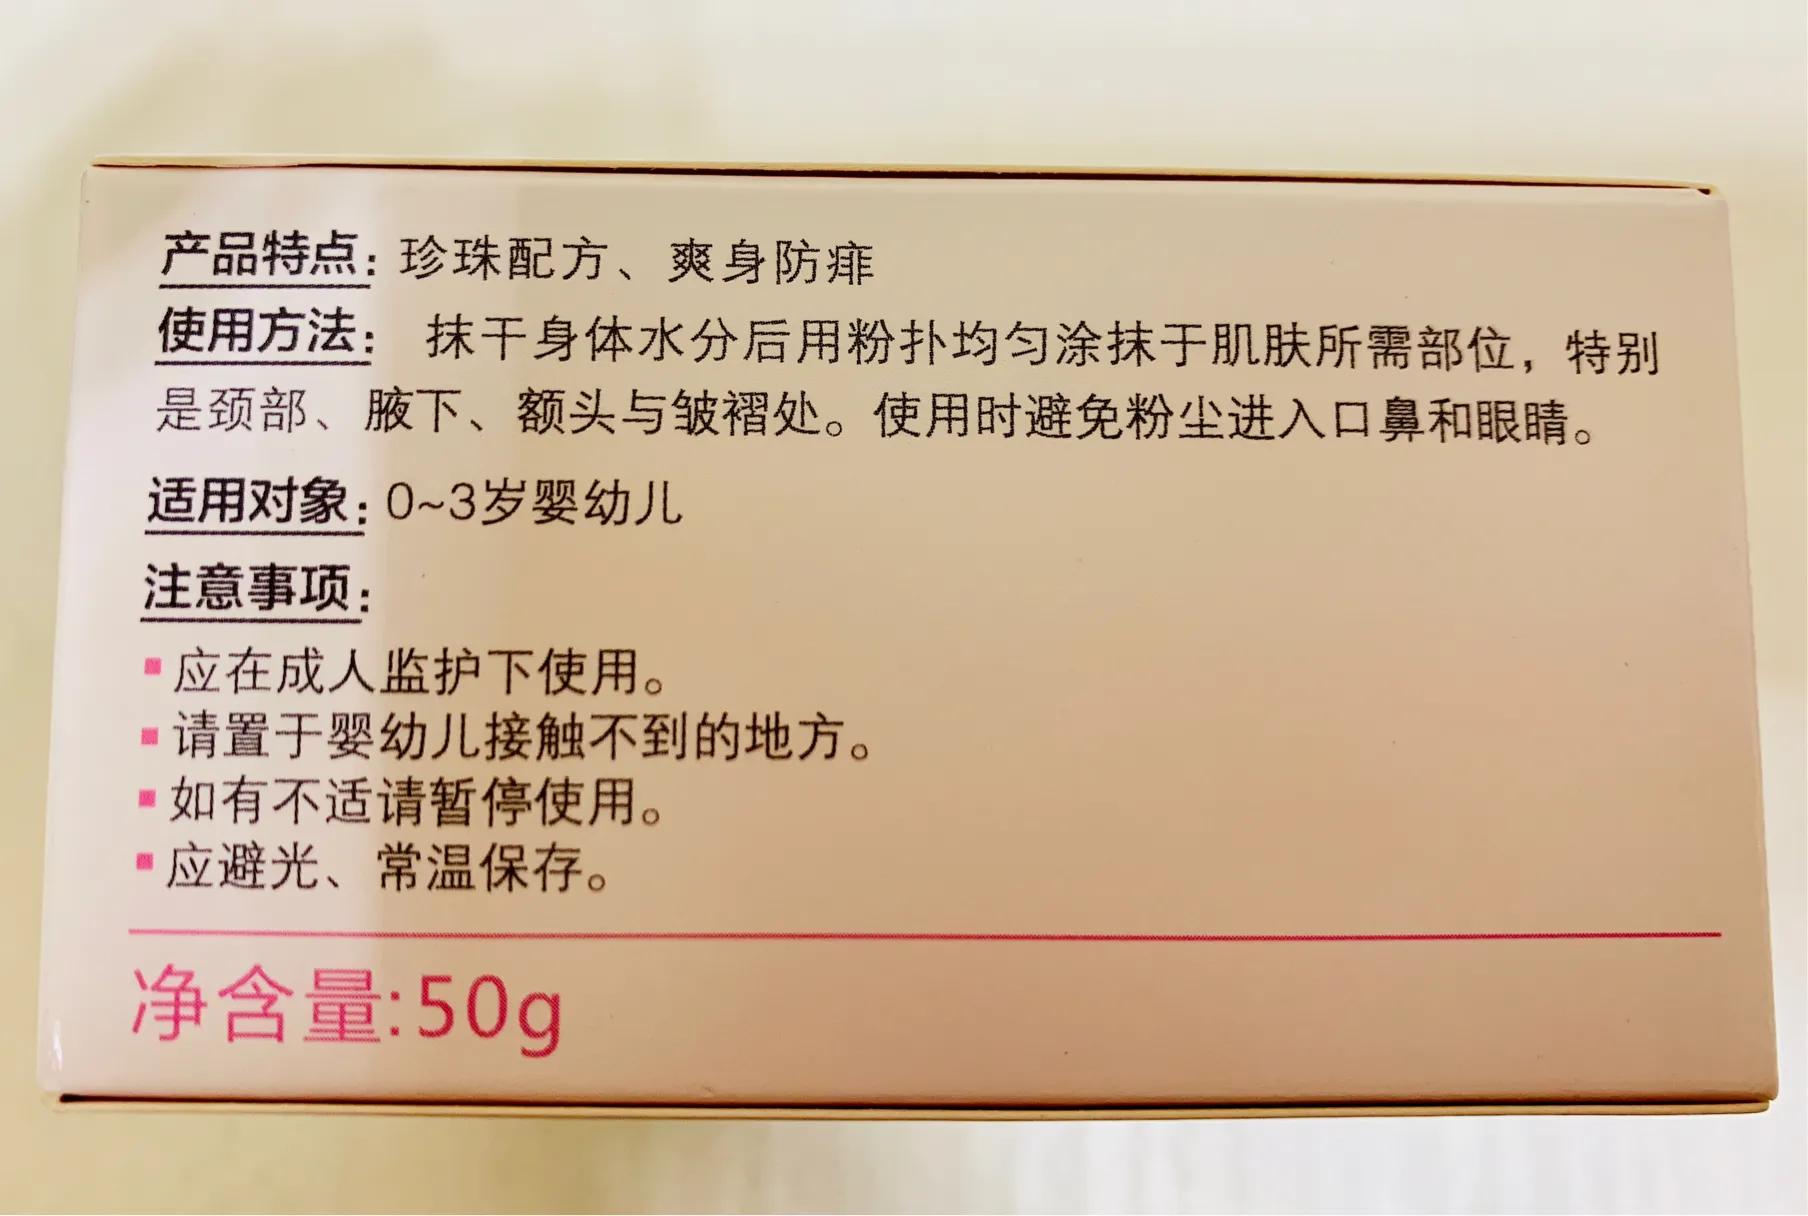 产品特点：珍珠配方、爽身防痱
使用方法： 抹干身体水分后用粉扑均匀涂抹于肌肤所需部位，特别
是颈部、腋下、额头与皱褶处。使用时避免粉尘进入口鼻和眼睛。
适用对象：0~3岁婴幼儿
注意事项：
▪应在成人监护下使用。
▪请置于婴幼儿接触不到的地方。
▪如有不适请暂停使用。
▪应避光、常温保存。
净含量:50g